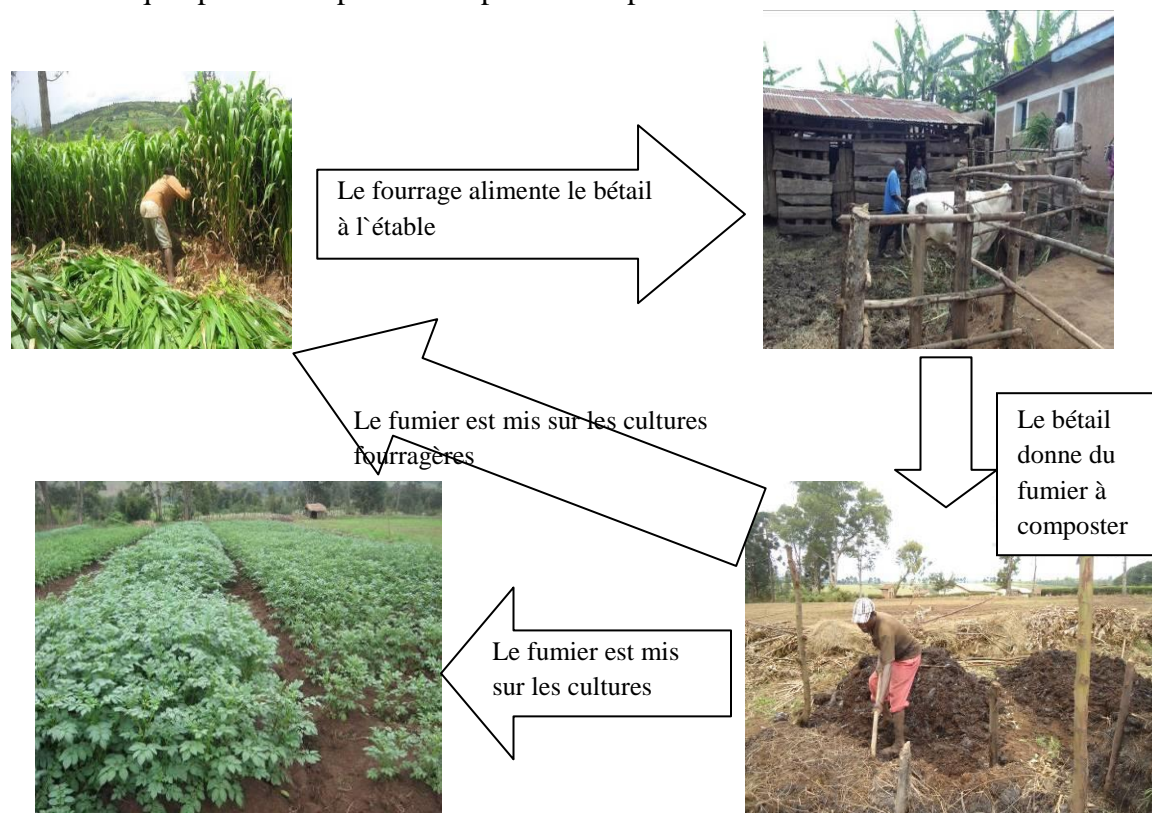 Le fourrage alimente le bétail
à l`étable
Le fumier est mis sur les cultures
fourragères
Le bétail
donne du
fumier à
composter
Le fumier est mis
sur les cultures